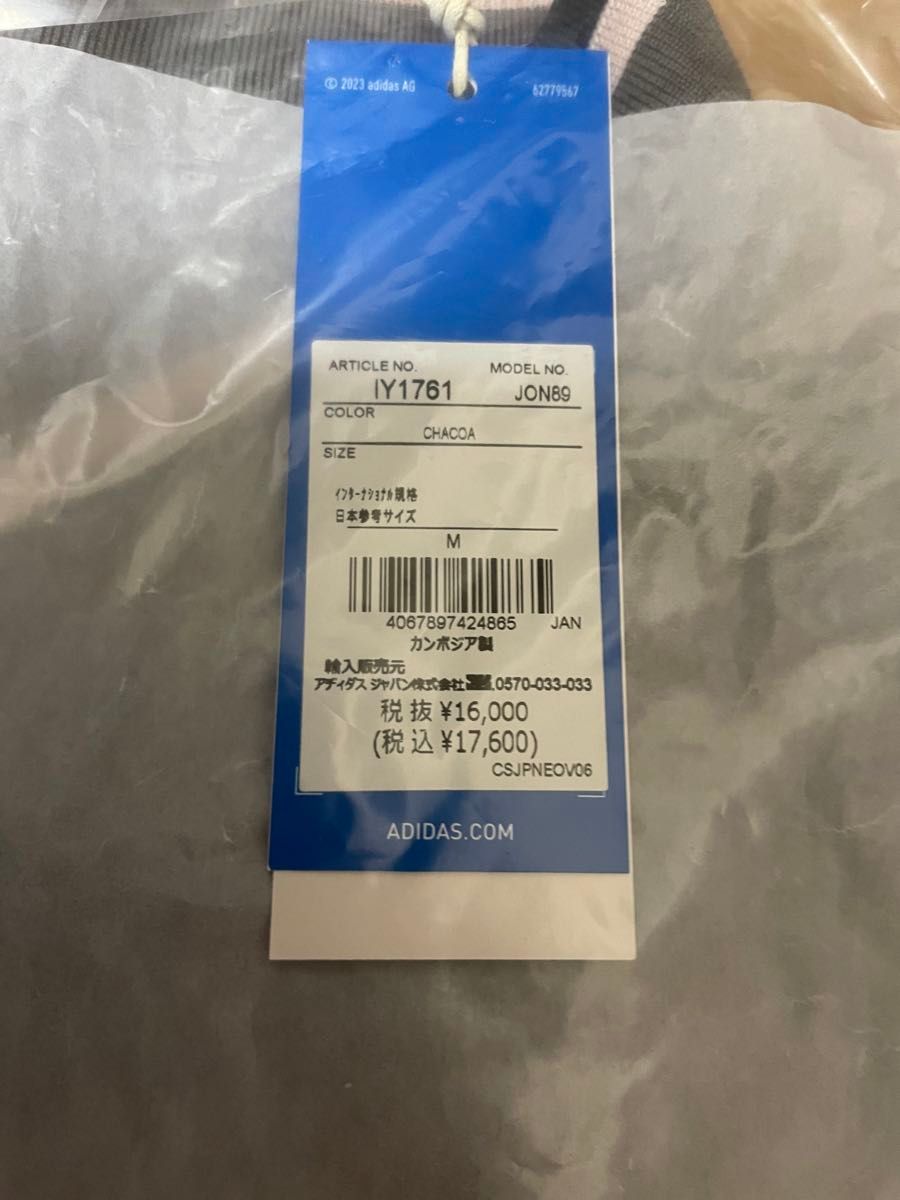 © 2023 adidas AG 62779567
ARTICLE NO. MODEL NO.
IY1761 JON89
COLOR
CHACOA
SIZE
ｲﾝﾀｰﾅｼｮﾅﾙ規格
日本参考サイズ
M
4067897424865 JAN
カンボジア製
輸入販売元
アディダス ジャパン株式会社 0570-033-033
税抜 ¥16,000
(税込 ¥17,600)
CSJPNEOV06
ADIDAS.COM